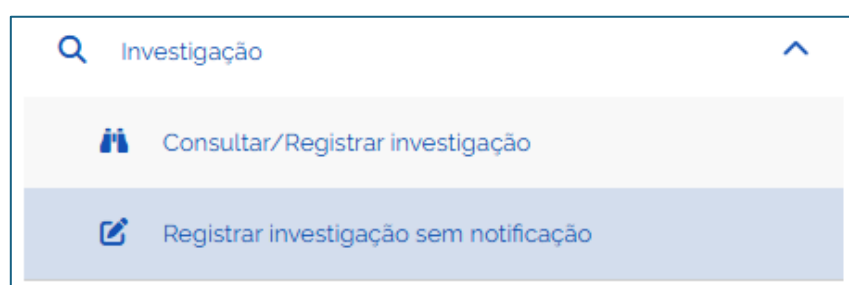 Investigação
Consultar/Registrar investigação
Registrar investigação sem notificação